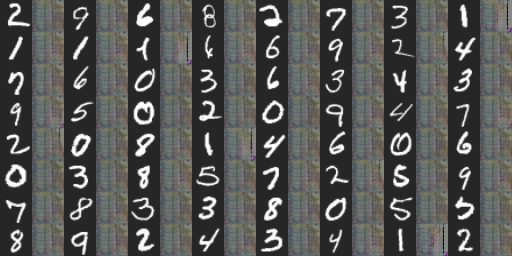 2 9 6 8 2 7 3 1
1 1 1 6 6 9 2 4
7 6 0 3 6 3 4 3
9 5 0 2 0 9 4 7
2 0 8 1 4 6 0 6
0 3 8 5 7 2 5 9
7 8 3 3 8 0 5 5
8 9 2 4 3 4 1 2